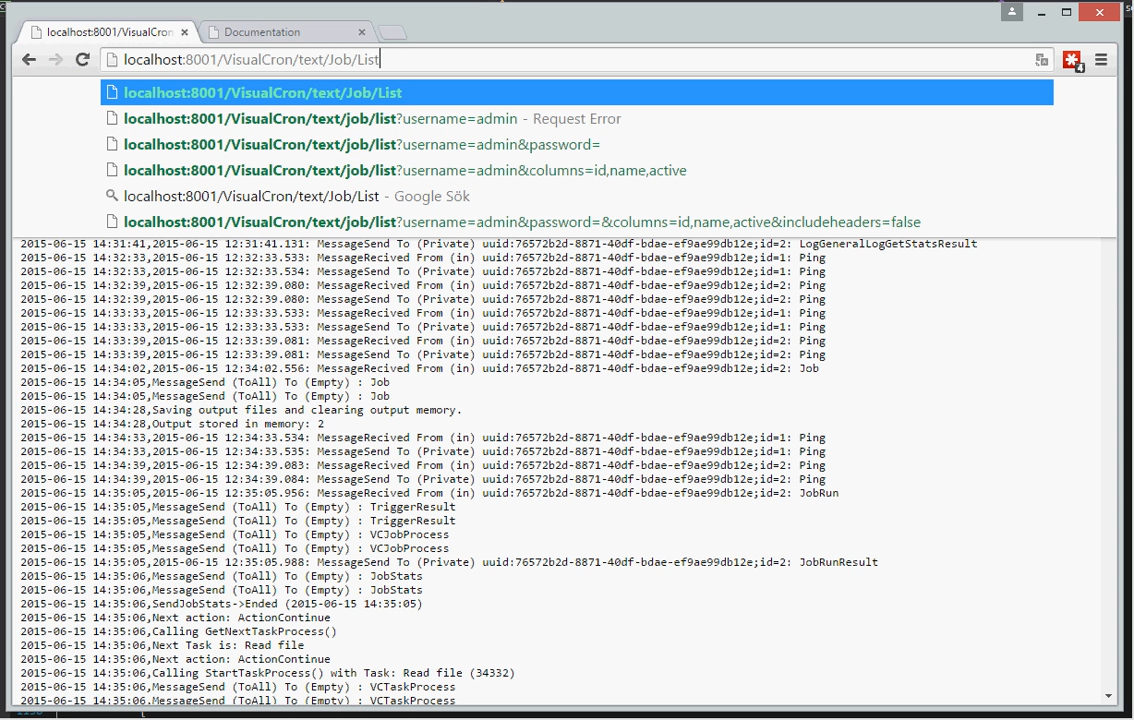 localhost:8001/VisualCron
Documentation
localhost:8001/VisualCron/text/Job/List
4
localhost:8001/VisualCron/text/Job/List
localhost:8001/VisualCron/text/job/list?username=admin - Request Error
localhost:8001/VisualCron/text/job/list?username=admin&password=
localhost:8001/VisualCron/text/job/list?username=admin&columns=id,name,active
localhost:8001/VisualCron/text/Job/List - Google Sök
localhost:8001/VisualCron/text/job/list?username=admin&password=&columns=id,name,active&includeheaders=false
2015-06-15 14:31:41,2015-06-15 12:31:41.131: MessageSend To (Private) uuid:76572b2d-8871-40df-bdae-ef9ae99db12e;id=2: LogGeneralLogGetStatsResult
2015-06-15 14:32:33,2015-06-15 12:32:33.533: MessageRecived From (in) uuid:76572b2d-8871-40df-bdae-ef9ae99db12e;id=1: Ping
2015-06-15 14:32:33,2015-06-15 12:32:33.534: MessageSend To (Private) uuid:76572b2d-8871-40df-bdae-ef9ae99db12e;id=1: Ping
2015-06-15 14:32:39,2015-06-15 12:32:39.080: MessageRecived From (in) uuid:76572b2d-8871-40df-bdae-ef9ae99db12e;id=2: Ping
2015-06-15 14:32:39,2015-06-15 12:32:39.080: MessageSend To (Private) uuid:76572b2d-8871-40df-bdae-ef9ae99db12e;id=2: Ping
2015-06-15 14:33:33,2015-06-15 12:33:33.533: MessageRecived From (in) uuid:76572b2d-8871-40df-bdae-ef9ae99db12e;id=1: Ping
2015-06-15 14:33:33,2015-06-15 12:33:33.533: MessageSend To (Private) uuid:76572b2d-8871-40df-bdae-ef9ae99db12e;id=1: Ping
2015-06-15 14:33:39,2015-06-15 12:33:39.081: MessageRecived From (in) uuid:76572b2d-8871-40df-bdae-ef9ae99db12e;id=2: Ping
2015-06-15 14:33:39,2015-06-15 12:33:39.081: MessageSend To (Private) uuid:76572b2d-8871-40df-bdae-ef9ae99db12e;id=2: Ping
2015-06-15 14:34:02,2015-06-15 12:34:02.556: MessageRecived From (in) uuid:76572b2d-8871-40df-bdae-ef9ae99db12e;id=2: Job
2015-06-15 14:34:05,MessageSend (ToAll) To (Empty) : Job
2015-06-15 14:34:05,MessageSend (ToAll) To (Empty) : Job
2015-06-15 14:34:28,Saving output files and clearing output memory.
2015-06-15 14:34:28,Output stored in memory: 2
2015-06-15 14:34:33,2015-06-15 12:34:33.534: MessageRecived From (in) uuid:76572b2d-8871-40df-bdae-ef9ae99db12e;id=1: Ping
2015-06-15 14:34:33,2015-06-15 12:34:33.535: MessageSend To (Private) uuid:76572b2d-8871-40df-bdae-ef9ae99db12e;id=1: Ping
2015-06-15 14:34:39,2015-06-15 12:34:39.083: MessageRecived From (in) uuid:76572b2d-8871-40df-bdae-ef9ae99db12e;id=2: Ping
2015-06-15 14:34:39,2015-06-15 12:34:39.084: MessageSend To (Private) uuid:76572b2d-8871-40df-bdae-ef9ae99db12e;id=2: Ping
2015-06-15 14:35:05,2015-06-15 12:35:05.956: MessageRecived From (in) uuid:76572b2d-8871-40df-bdae-ef9ae99db12e;id=2: JobRun
2015-06-15 14:35:05,MessageSend (ToAll) To (Empty) : TriggerResult
2015-06-15 14:35:05,MessageSend (ToAll) To (Empty) : TriggerResult
2015-06-15 14:35:05,MessageSend (ToAll) To (Empty) : VCJobProcess
2015-06-15 14:35:05,MessageSend (ToAll) To (Empty) : VCJobProcess
2015-06-15 14:35:05,2015-06-15 12:35:05.988: MessageSend To (Private) uuid:76572b2d-8871-40df-bdae-ef9ae99db12e;id=2: JobRunResult
2015-06-15 14:35:06,MessageSend (ToAll) To (Empty) : JobStats
2015-06-15 14:35:06,MessageSend (ToAll) To (Empty) : JobStats
2015-06-15 14:35:06,SendJobStats->Ended (2015-06-15 14:35:05)
2015-06-15 14:35:06,Next action: ActionContinue
2015-06-15 14:35:06,Calling GetNextTaskProcess()
2015-06-15 14:35:06,Next Task is: Read file
2015-06-15 14:35:06,Next action: ActionContinue
2015-06-15 14:35:06,Calling StartTaskProcess() with Task: Read file (34332)
2015-06-15 14:35:06,MessageSend (ToAll) To (Empty) : VCTaskProcess
2015-06-15 14:35:06,MessageSend (ToAll) To (Empty) : VCTaskProcess